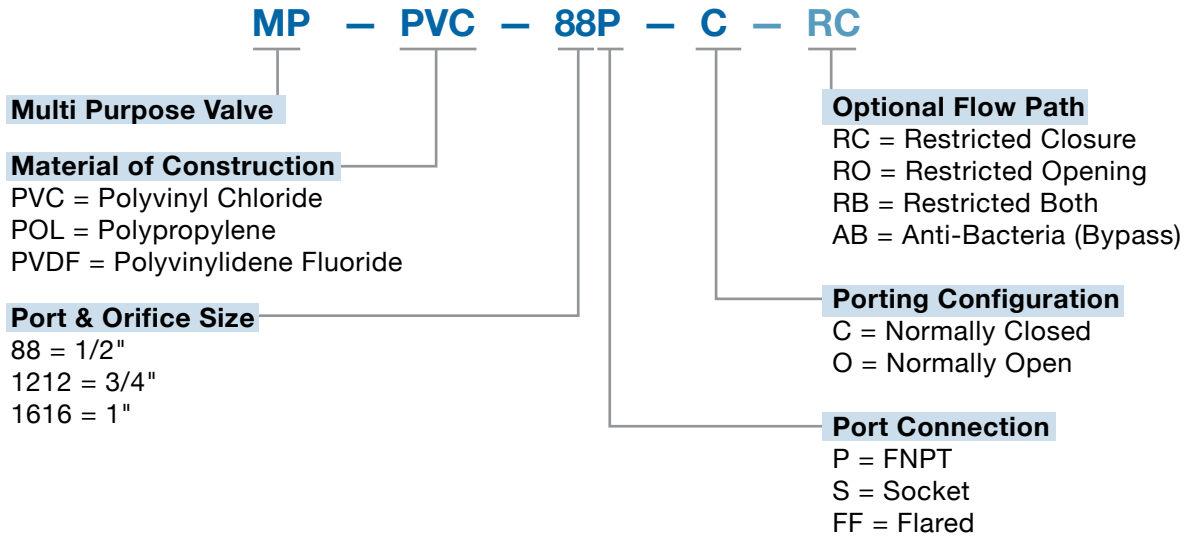 MP — PVC — 88P — C — RC
Multi Purpose Valve
Material of Construction
PVC = Polyvinyl Chloride
POL = Polypropylene
PVDF = Polyvinylidene Fluoride
Port & Orifice Size
88 = 1/2"
1212 = 3/4"
1616 = 1"
Optional Flow Path
RC = Restricted Closure
RO = Restricted Opening
RB = Restricted Both
AB = Anti-Bacteria (Bypass)
Porting Configuration
C = Normally Closed
O = Normally Open
Port Connection
P = FNPT
S = Socket
FF = Flared